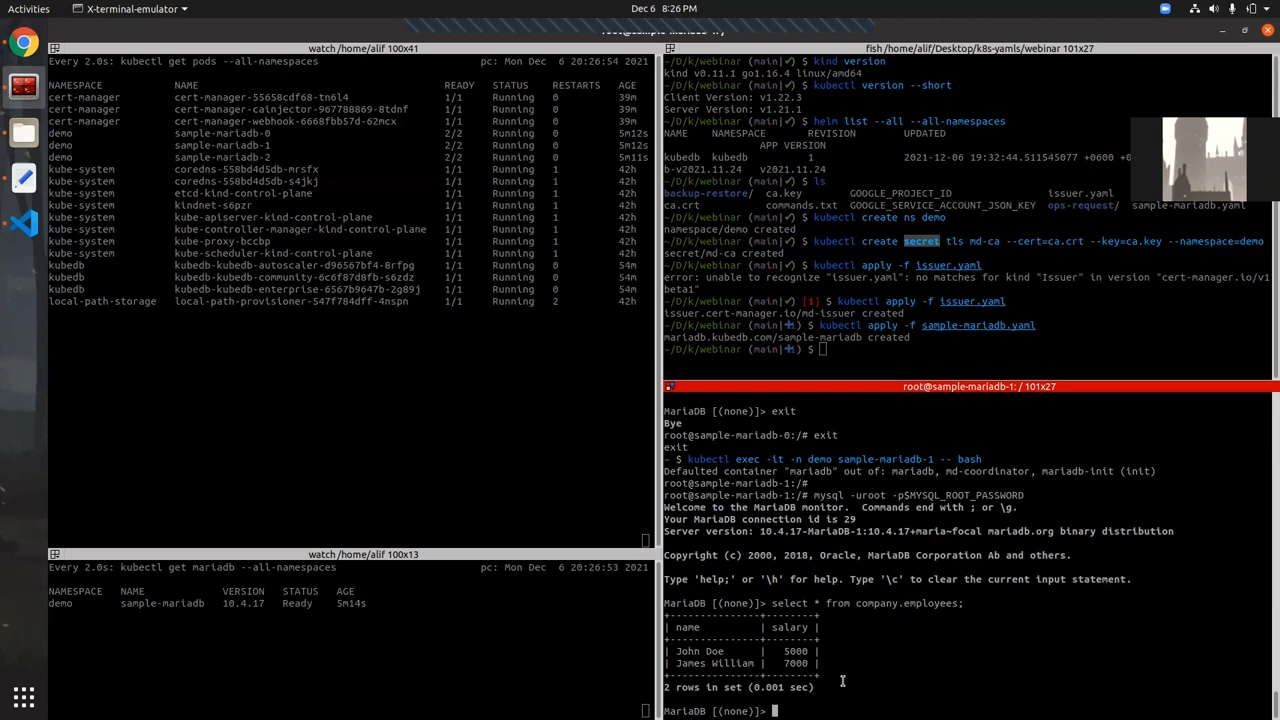 Activities
X-terminal-emulator
Dec 6 8:26 PM
watch /home/alif 100x41
Every 2.0s: kubectl get pods --all-namespaces pc: Mon Dec 6 20:26:54 2021
NAMESPACE NAME READY STATUS RESTARTS AGE
cert-manager cert-manager-55658cdf68-tn6l4 1/1 Running 0 39m
cert-manager cert-manager-cainjector-967788869-8tdnf 1/1 Running 0 39m
cert-manager cert-manager-webhook-6668fbb57d-62mcx 1/1 Running 0 39m
demo sample-mariadb-0 2/2 Running 0 5m12s
demo sample-mariadb-1 2/2 Running 0 5m12s
demo sample-mariadb-2 2/2 Running 0 5m11s
kube-system coredns-558bd4d5db-mrsfx 1/1 Running 1 42h
kube-system coredns-558bd4d5db-s4jkj 1/1 Running 1 42h
kube-system etcd-kind-control-plane 1/1 Running 1 42h
kube-system kindnet-s6pzr 1/1 Running 1 42h
kube-system kube-apiserver-kind-control-plane 1/1 Running 1 42h
kube-system kube-controller-manager-kind-control-plane 1/1 Running 1 42h
kube-system kube-proxy-bccbp 1/1 Running 1 42h
kube-system kube-scheduler-kind-control-plane 1/1 Running 1 42h
kubedb kubedb-kubedb-autoscaler-d96567bf4-8rfpg 1/1 Running 0 54m
kubedb kubedb-kubedb-community-6c6f87d8fb-s6zdz 1/1 Running 0 54m
kubedb kubedb-kubedb-enterprise-6567b9647b-2g89j 1/1 Running 0 54m
local-path-storage local-path-provisioner-547f784dff-4nspn 1/1 Running 2 42h
watch /home/alif 100x13
Every 2.0s: kubectl get mariadb --all-namespaces pc: Mon Dec 6 20:26:53 2021
NAMESPACE NAME VERSION STATUS AGE
demo sample-mariadb 10.4.17 Ready 5m14s
fish /home/alif/Desktop/k8s-yamls/webinar 101x27
~/D/k/webinar (main|✔) $ kind version
kind v0.11.1 go1.16.4 linux/amd64
~/D/k/webinar (main|✔) $ kubectl version --short
Client Version: v1.22.3
Server Version: v1.21.1
~/D/k/webinar (main|✔) $ helm list --all --all-namespaces
NAME NAMESPACE REVISION UPDATED
APP VERSION
kubedb kubedb 1 2021-12-06 19:32:44.511545077 +0600 +0
b-v2021.11.24 v2021.11.24
~/D/k/webinar (main|✔) $ ls
backup-restore/ ca.key GOOGLE_PROJECT_ID issuer.yaml
ca.crt commands.txt GOOGLE_SERVICE_ACCOUNT_JSON_KEY ops-request/ sample-mariadb.yaml
~/D/k/webinar (main|✔) $ kubectl create ns demo
namespace/demo created
~/D/k/webinar (main|✔) $ kubectl create secret tls md-ca --cert=ca.crt --key=ca.key --namespace=demo
secret/md-ca created
~/D/k/webinar (main|✔) $ kubectl apply -f issuer.yaml
error: unable to recognize "issuer.yaml": no matches for kind "Issuer" in version "cert-manager.io/v1
beta1"
~/D/k/webinar (main|✔) [1] $ kubectl apply -f issuer.yaml
issuer.cert-manager.io/md-issuer created
~/D/k/webinar (main|✚1) $ kubectl apply -f sample-mariadb.yaml
mariadb.kubedb.com/sample-mariadb created
~/D/k/webinar (main|✚1) $
root@sample-mariadb-1: / 101x27
MariaDB [(none)]> exit
Bye
root@sample-mariadb-0:/# exit
exit
~ $ kubectl exec -it -n demo sample-mariadb-1 -- bash
Defaulted container "mariadb" out of: mariadb, md-coordinator, mariadb-init (init)
root@sample-mariadb-1:/#
root@sample-mariadb-1:/# mysql -uroot -p$MYSQL_ROOT_PASSWORD
Welcome to the MariaDB monitor. Commands end with ; or \g.
Your MariaDB connection id is 29
Server version: 10.4.17-MariaDB-1:10.4.17+maria~focal mariadb.org binary distribution
Copyright (c) 2000, 2018, Oracle, MariaDB Corporation Ab and others.
Type 'help;' or '\h' for help. Type '\c' to clear the current input statement.
MariaDB [(none)]> select * from company.employees;
+---------------+--------+
| name | salary |
+---------------+--------+
| John Doe | 5000 |
| James William | 7000 |
+---------------+--------+
2 rows in set (0.001 sec)
MariaDB [(none)]>